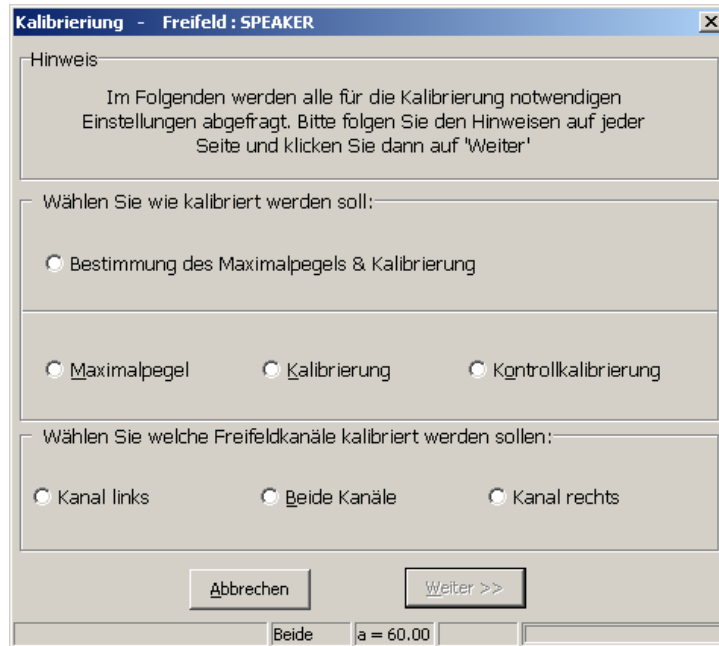 Kalibrieriung - Freifeld : SPEAKER
Hinweis
Im Folgenden werden alle für die Kalibrierung notwendigen
Einstellungen abgefragt. Bitte folgen Sie den Hinweisen auf jeder
Seite und klicken Sie dann auf 'Weiter'
Wählen Sie wie kalibriert werden soll:
Bestimmung des Maximalpegels & Kalibrierung
Maximalpegel Kalibrierung Kontrollkalibrierung
Wählen Sie welche Freifeldkanäle kalibriert werden sollen:
Kanal links Beide Kanäle Kanal rechts
Abbrechen Weiter >>
Beide a = 60.00